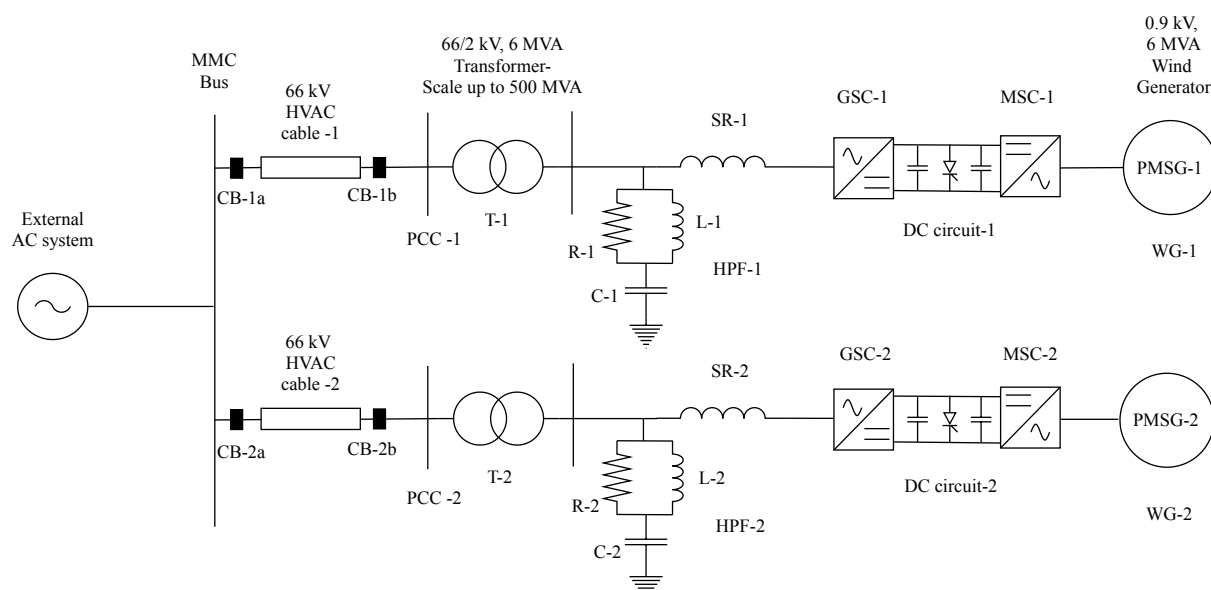 0.9 kV,
6 MVA
Wind
Generator
66/2 kV, 6 MVA
Transformer-
Scale up to 500 MVA
MMC
Bus
66 kV
HVAC
cable -1
GSC-1
MSC-1
SR-1
PMSG-1
CB-1a
CB-1b
T-1
L-1
R-1
PCC -1
DC circuit-1
External
AC system
HPF-1
WG-1
C-1
66 kV
HVAC
cable -2
GSC-2
MSC-2
SR-2
PMSG-2
CB-2a
CB-2b
T-2
L-2
R-2
PCC -2
DC circuit-2
HPF-2
WG-2
C-2